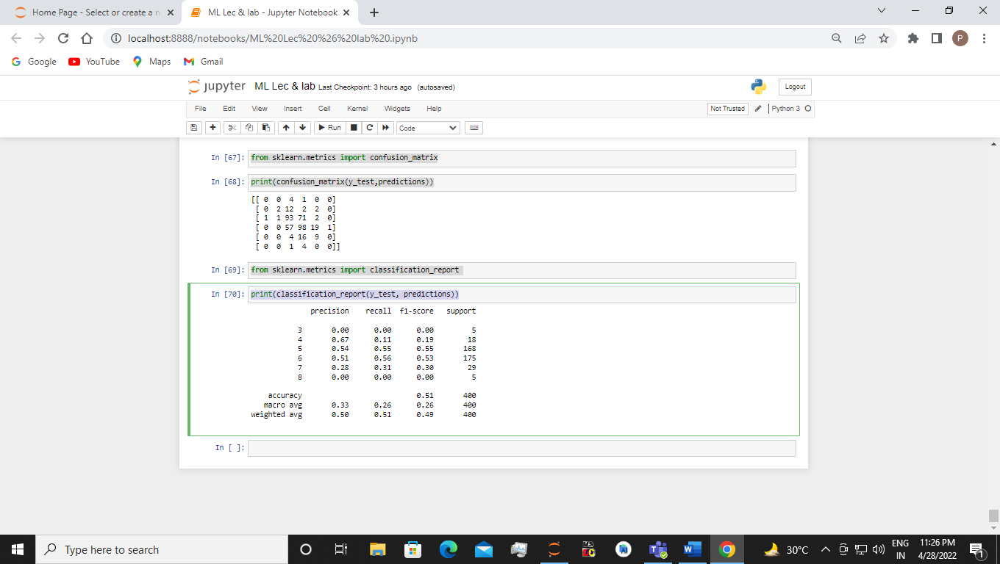 Home Page - Select or create a n
ML Lec & lab - Jupyter Notebook
localhost:8888/notebooks/ML%20Lec%20%26%20lab%20.ipynb
P
Google YouTube Maps Gmail
jupyter ML Lec & lab Last Checkpoint: 3 hours ago (autosaved)
Logout
File Edit View Insert Cell Kernel Widgets Help
Not Trusted Python 3
Run Code
In [67]: from sklearn.metrics import confusion_matrix
In [68]: print(confusion_matrix(y_test,predictions))
[[ 0 0 4 1 0 0]
[ 0 2 12 2 2 0]
[ 1 1 93 71 2 0]
[ 0 0 57 98 19 1]
[ 0 0 4 16 9 0]
[ 0 0 1 4 0 0]]
In [69]: from sklearn.metrics import classification_report
In [70]: print(classification_report(y_test, predictions))
precision recall f1-score support
3 0.00 0.00 0.00 5
4 0.67 0.11 0.19 18
5 0.54 0.55 0.55 168
6 0.51 0.56 0.53 175
7 0.28 0.31 0.30 29
8 0.00 0.00 0.00 5
accuracy 0.51 400
macro avg 0.33 0.26 0.26 400
weighted avg 0.50 0.51 0.49 400
In [ ]:
Type here to search
30°C
ENG
IN
11:26 PM
4/28/2022
1